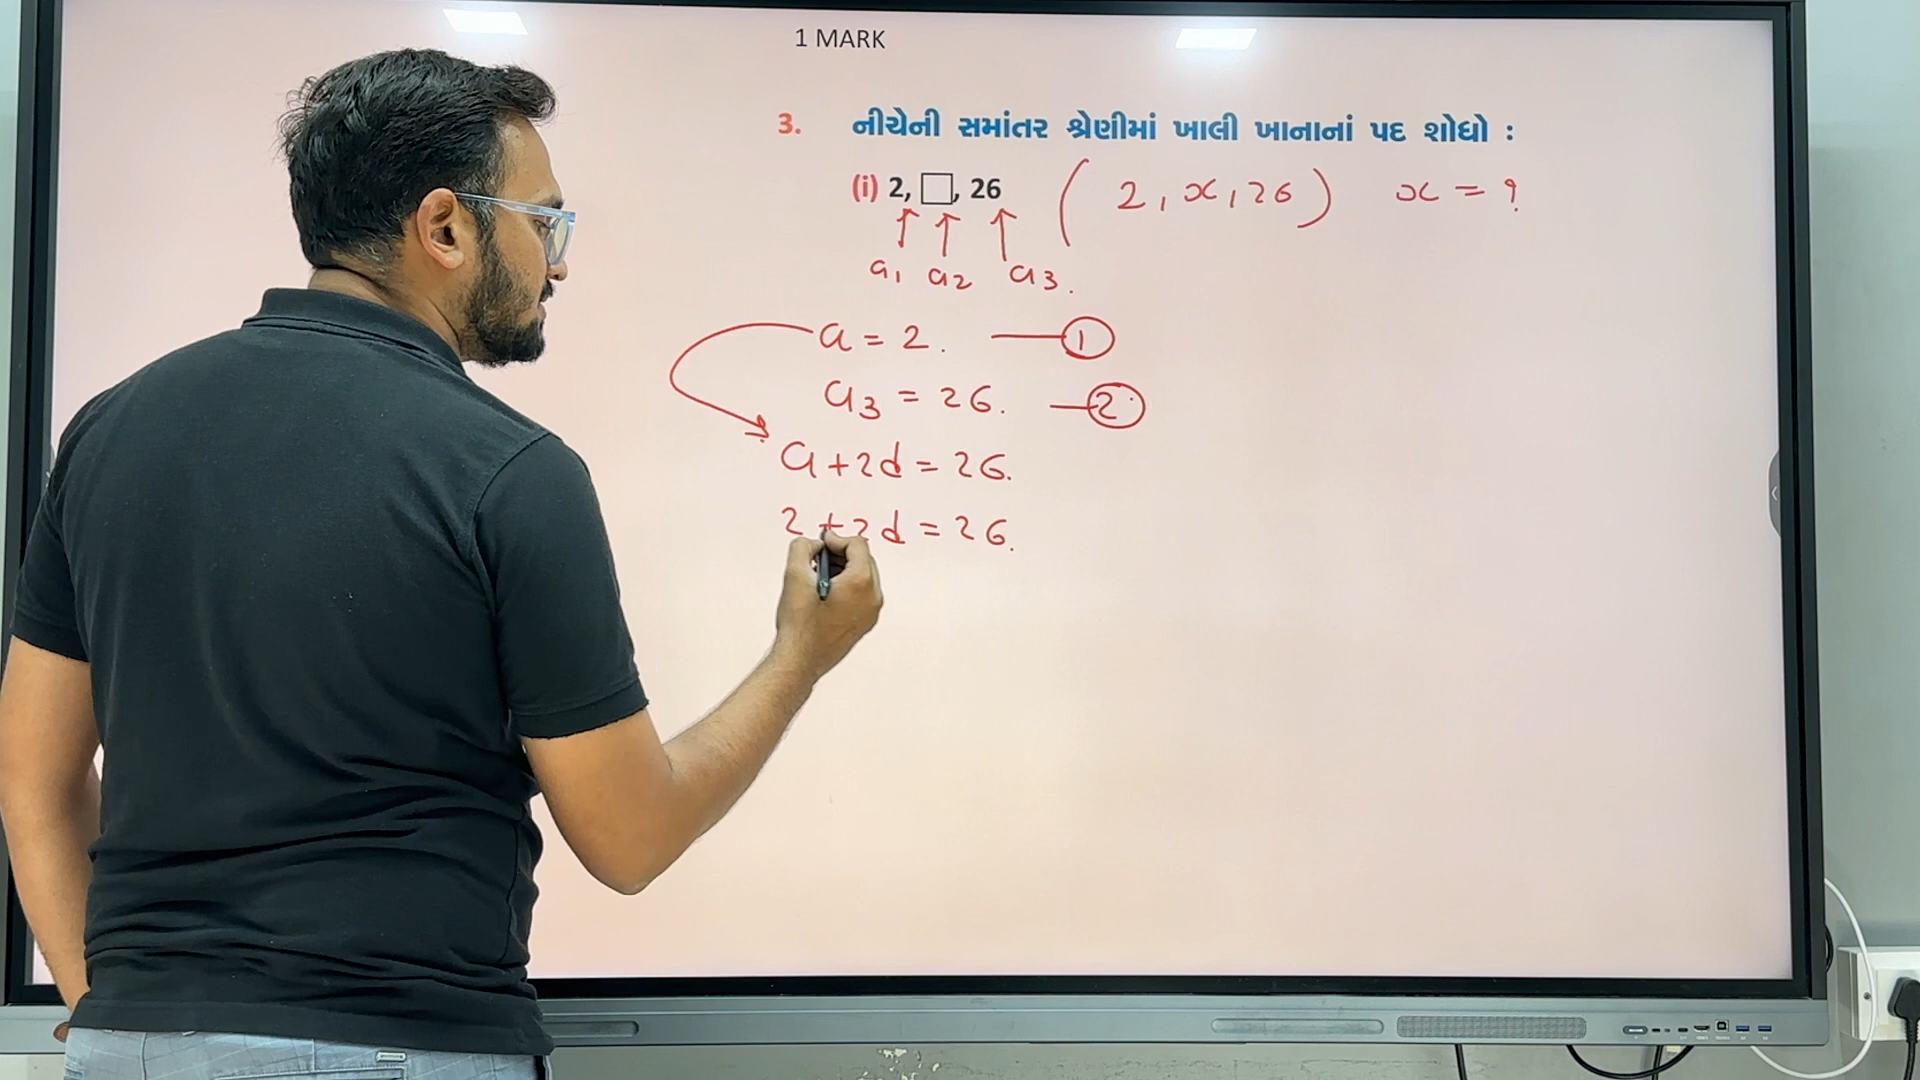 1 MARK
3. નીચેની સમાંતર શ્રેણીમાં ખાલી ખાનાનાં પદ શોધો :
(i) 2, □, 26 ( 2, x, 26 ) x = ?
a1 a2 a3.
a = 2. — 1
a3 = 26. — 2
a + 2d = 26.
2 + 2d = 26.